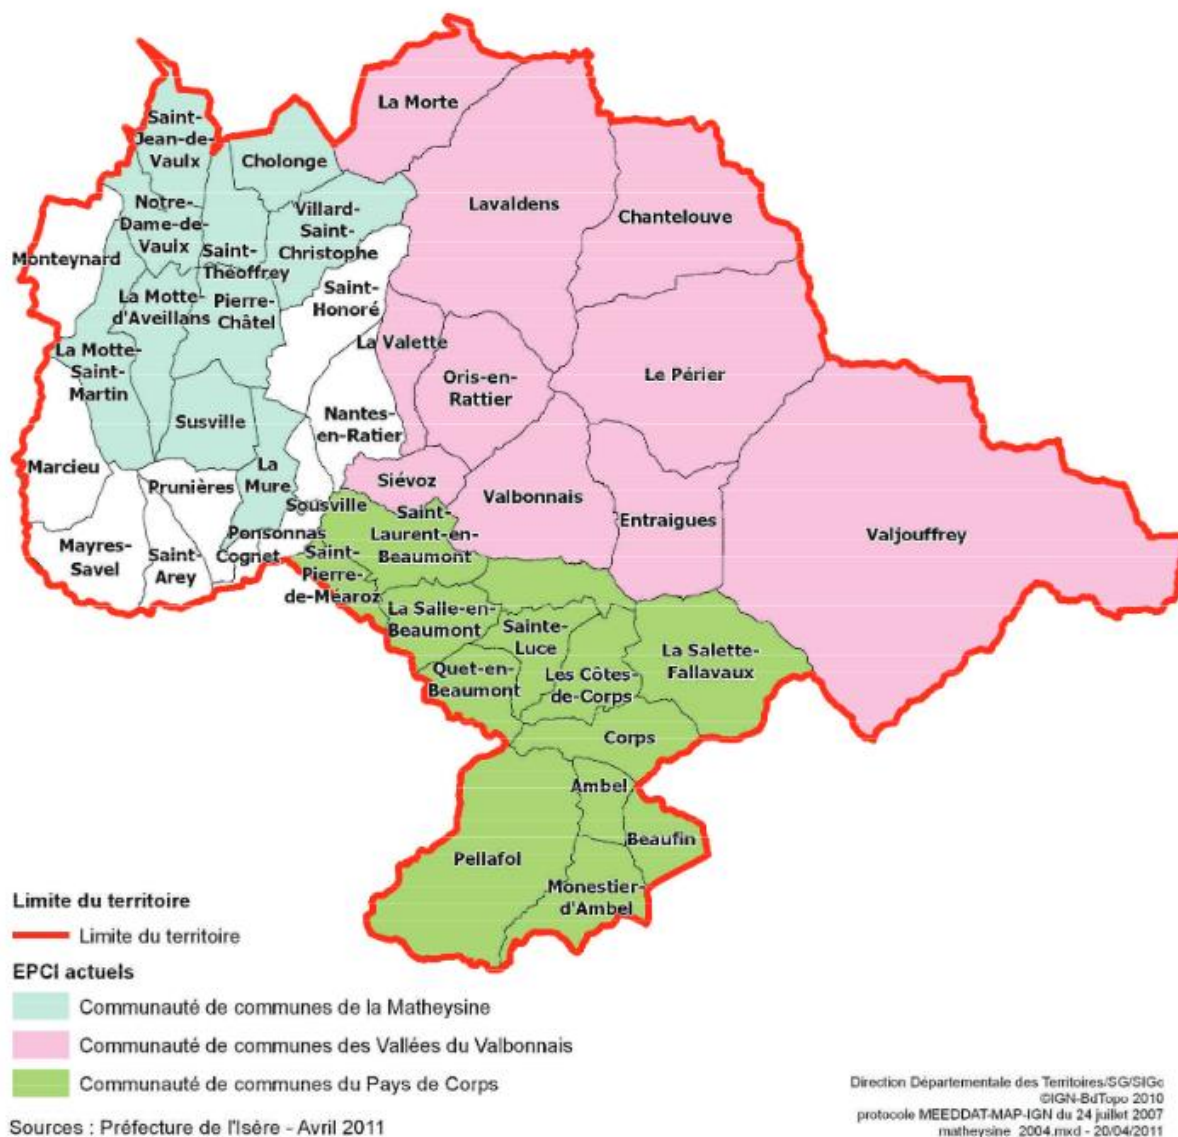 La Morte
Saint-
Jean-de-
Vaulx
Cholonge
Lavaldens
Chantelouve
Notre-
Dame-de-
Vaulx
Villard-
Saint-
Christophe
Monteynard
Saint-
Théoffrey
Saint-
Honoré
La Motte-
d'Aveillans
Pierre-
Châtel
La Valette
La Motte-
Saint-
Martin
Oris-en-
Rattier
Le Périer
Susville
Nantes-
en-Ratier
Marcieu
La
Mure
Prunières
Siévoz
Valbonnais
Sousville
Entraigues
Valjouffrey
Saint-
Laurent-en-
Beaumont
Mayres-
Savel
Saint-
Arey
Ponsonnas
Cognet
Saint-
Pierre-
de-Méaroz
La Salle-en-
Beaumont
Sainte-
Luce
La Salette-
Fallavaux
Quet-en-
Beaumont
Les Côtes-
de-Corps
Corps
Ambel
Beaufin
Pellafol
Monestier-
d'Ambel
Limite du territoire
Limite du territoire
EPCI actuels
Communauté de communes de la Matheysine
Communauté de communes des Vallées du Valbonnais
Communauté de communes du Pays de Corps
Sources : Préfecture de l'Isère - Avril 2011
Direction Départementale des Territoires/SG/SIGc
©IGN-BdTopo 2010
protocole MEEDDAT-MAP-IGN du 24 juillet 2007
matheysine_2004.mxd - 20/04/2011